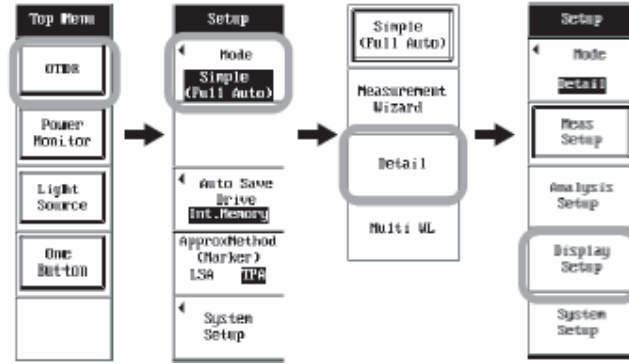 Top Menu
OTDR
Power
Monitor
Light
Source
One
Button
Setup
Mode
Simple
(Full Auto)
Auto Save
Drive
Int.Memory
ApproxMethod
(Marker)
LSA TPA
System
Setup
Simple
(Full Auto)
Measurement
Wizard
Detail
Multi WL
Setup
Mode
Detail
Meas
Setup
Analysis
Setup
Display
Setup
System
Setup